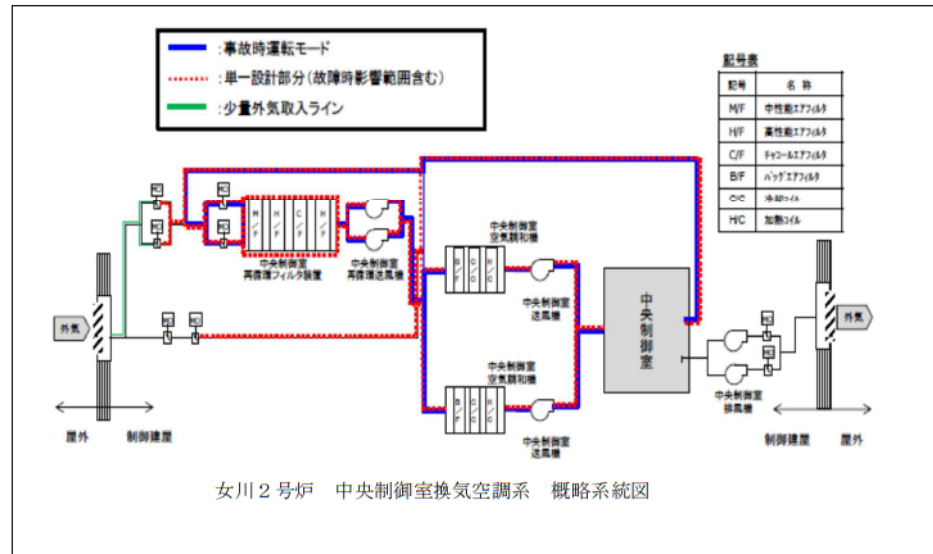 :事故時運転モード
:単一設計部分(故障時影響範囲含む)
:少量外気取入ライン
記号表
記号 名 称
M/F 中性能エアフィルタ
H/F 高性能エアフィルタ
C/F チャコールエアフィルタ
B/F バッグエアフィルタ
C/C 冷却コイル
H/C 加熱コイル
MO
MO
MO
MO
M/F H/F C/F H/F
中央制御室
再循環フィルタ装置
中央制御室
再循環送風機
中央制御室
空気調和機
B/F C/C H/C
中央制御室
送風機
中央制御室
外気
MO MO
中央制御室
空気調和機
B/F C/C H/C
中央制御室
送風機
MO
MO
中央制御室
排風機
外気
屋外 制御建屋
制御建屋 屋外
女川2号炉 中央制御室換気空調系 概略系統図